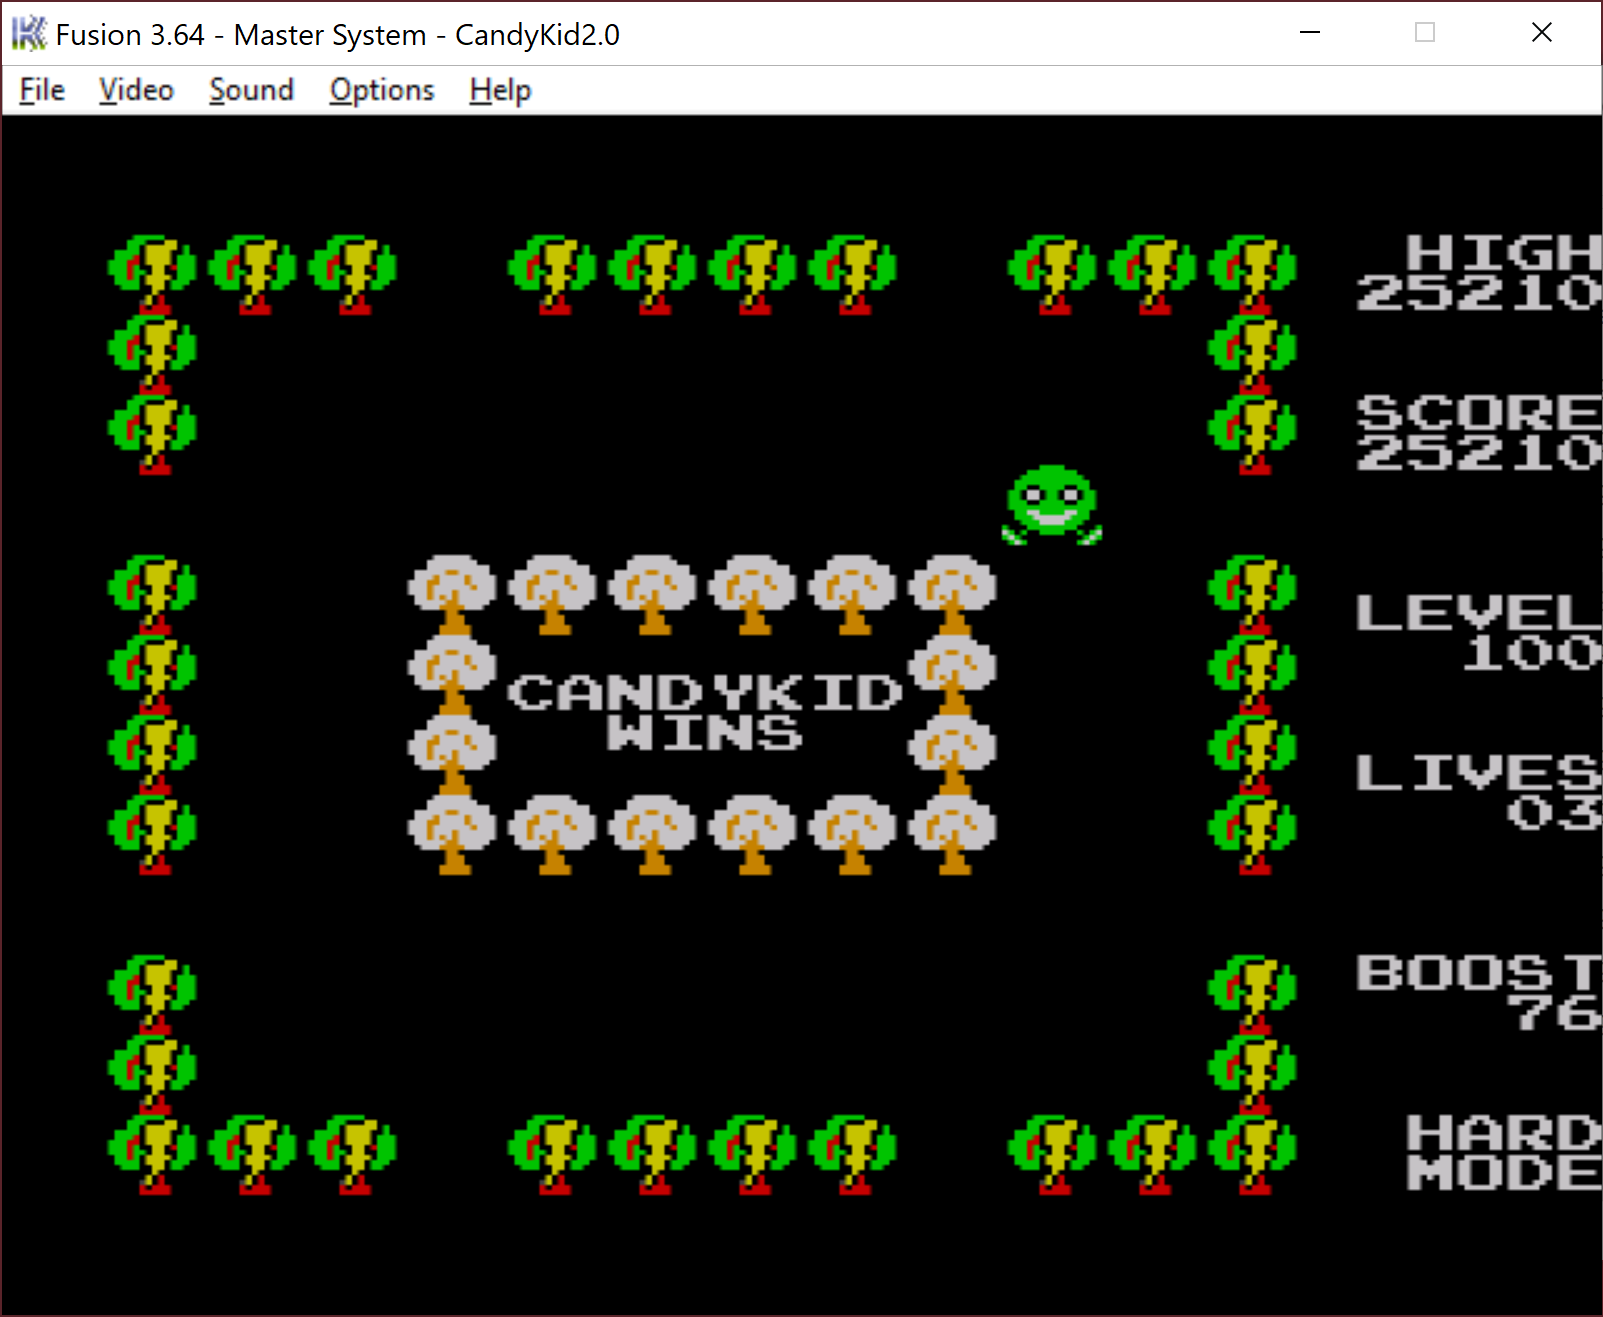 Fusion 3.64 - Master System - CandyKid2.0
File Video Sound Options Help
HIGH
25210
SCORE
25210
LEVEL
100
CANDYKID
WINS
LIVES
03
BOOST
76
HARD
MODE